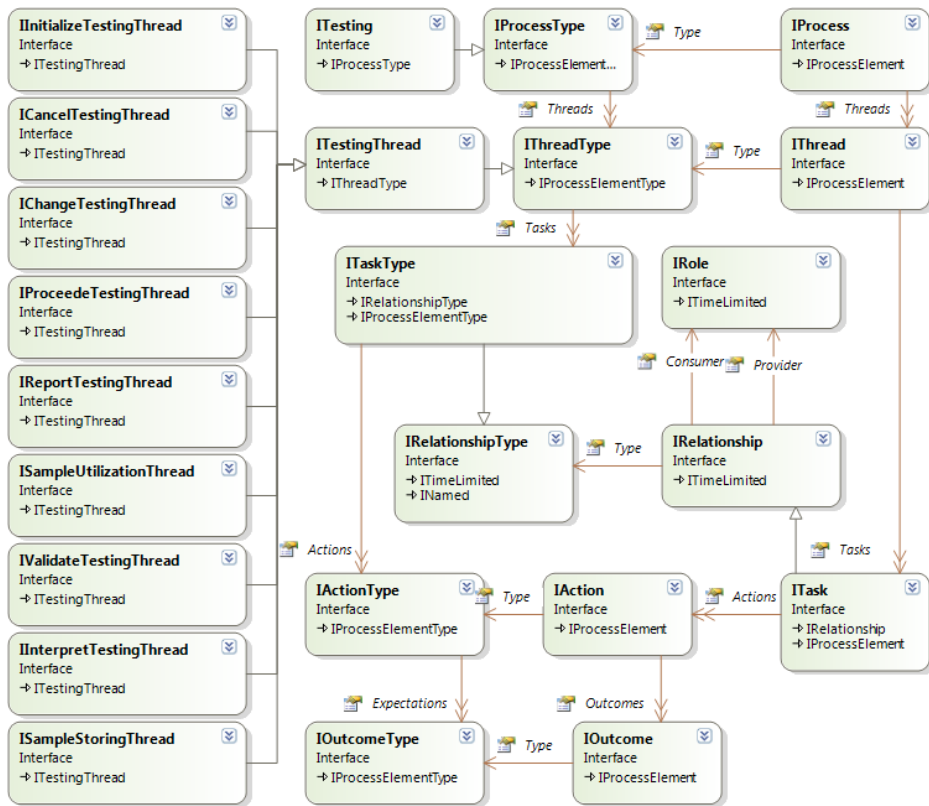 IInitializeTestingThread
Interface
ITestingThread
ICancelTestingThread
Interface
ITestingThread
IChangeTestingThread
Interface
ITestingThread
IProceedeTestingThread
Interface
ITestingThread
IReportTestingThread
Interface
ITestingThread
ISampleUtilizationThread
Interface
ITestingThread
IValidateTestingThread
Interface
ITestingThread
IInterpretTestingThread
Interface
ITestingThread
ISampleStoringThread
Interface
ITestingThread
ITesting
Interface
IProcessType
IProcessType
Interface
IProcessElement...
Type
IProcess
Interface
IProcessElement
Threads
Threads
ITestingThread
Interface
IThreadType
IThreadType
Interface
IProcessElementType
Type
IThread
Interface
IProcessElement
Tasks
ITaskType
Interface
IRelationshipType
IProcessElementType
IRole
Interface
ITimeLimited
Consumer
Provider
IRelationshipType
Interface
ITimeLimited
INamed
Type
IRelationship
Interface
ITimeLimited
Actions
Tasks
IActionType
Interface
IProcessElementType
Type
IAction
Interface
IProcessElement
Actions
ITask
Interface
IRelationship
IProcessElement
Expectations
Outcomes
IOutcomeType
Interface
IProcessElementType
Type
IOutcome
Interface
IProcessElement